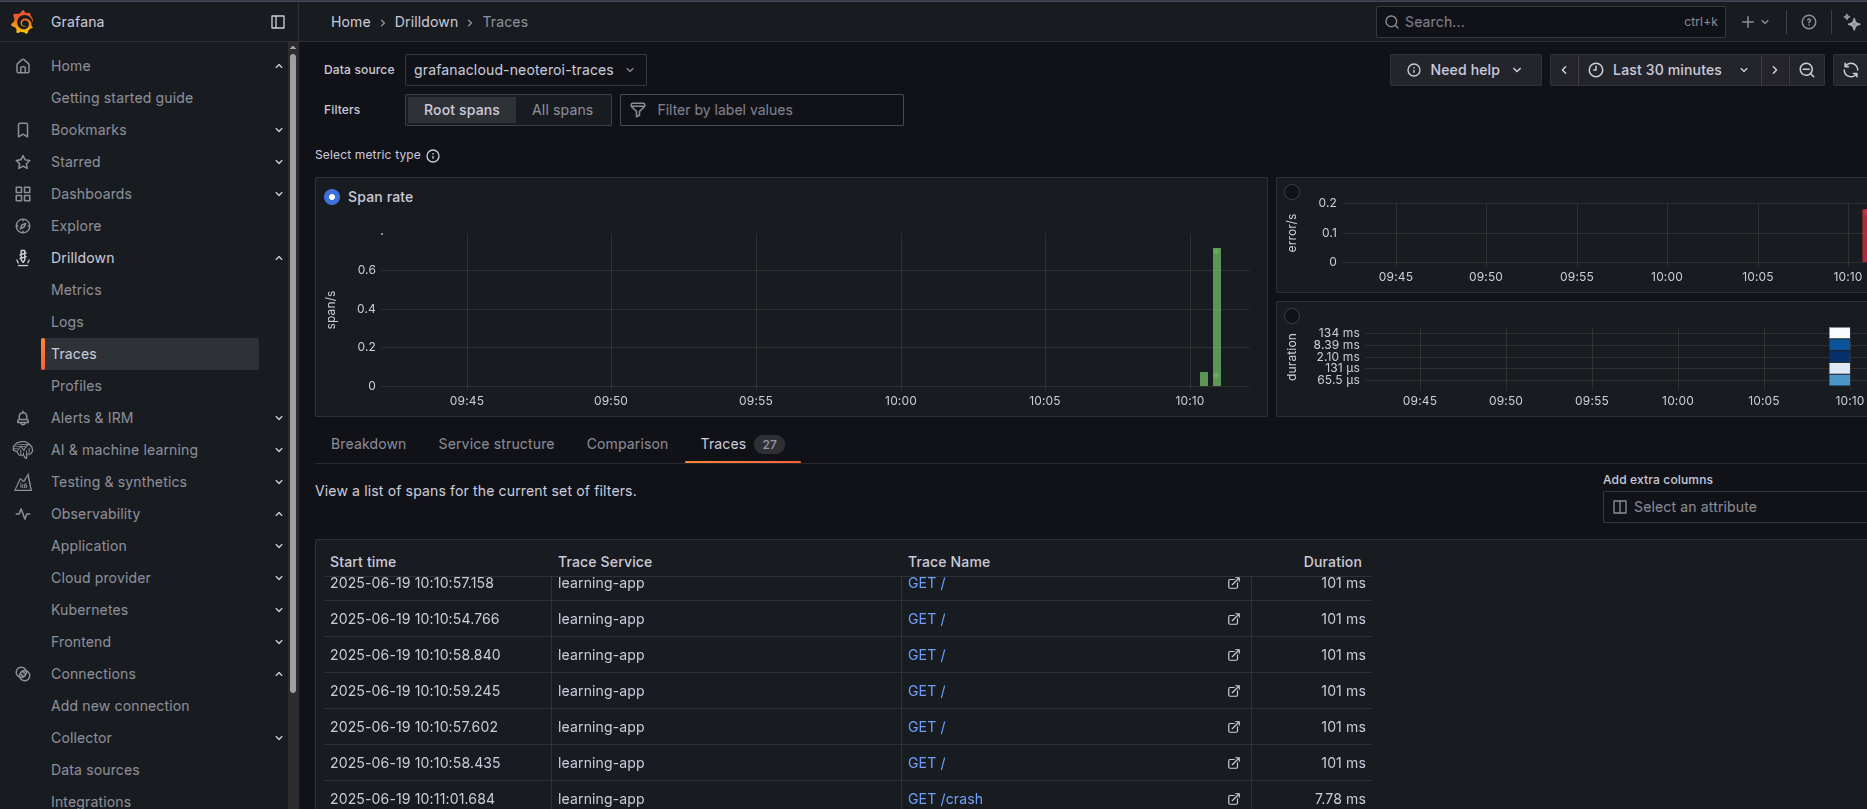 Grafana
Home › Drilldown › Traces
Search...
ctrl+k
Home
Getting started guide
Bookmarks
Starred
Dashboards
Explore
Drilldown
Metrics
Logs
Traces
Profiles
Alerts & IRM
AI & machine learning
Testing & synthetics
Observability
Application
Cloud provider
Kubernetes
Frontend
Connections
Add new connection
Collector
Data sources
Integrations
Data source
grafanacloud-neoteroi-traces
Need help
Last 30 minutes
Filters
Root spans
All spans
Filter by label values
Select metric type
Span rate
span/s
0.6
0.4
0.2
0
09:45 09:50 09:55 10:00 10:05 10:10
error/s
0.2
0.1
0
09:45 09:50 09:55 10:00 10:05 10:10
duration
134 ms
8.39 ms
2.10 ms
131 µs
65.5 µs
09:45 09:50 09:55 10:00 10:05 10:10
Breakdown Service structure Comparison Traces 27
View a list of spans for the current set of filters.
Add extra columns
Select an attribute
Start time Trace Service Trace Name Duration
2025-06-19 10:10:57.158 learning-app GET / 101 ms
2025-06-19 10:10:54.766 learning-app GET / 101 ms
2025-06-19 10:10:58.840 learning-app GET / 101 ms
2025-06-19 10:10:59.245 learning-app GET / 101 ms
2025-06-19 10:10:57.602 learning-app GET / 101 ms
2025-06-19 10:10:58.435 learning-app GET / 101 ms
2025-06-19 10:11:01.684 learning-app GET /crash 7.78 ms